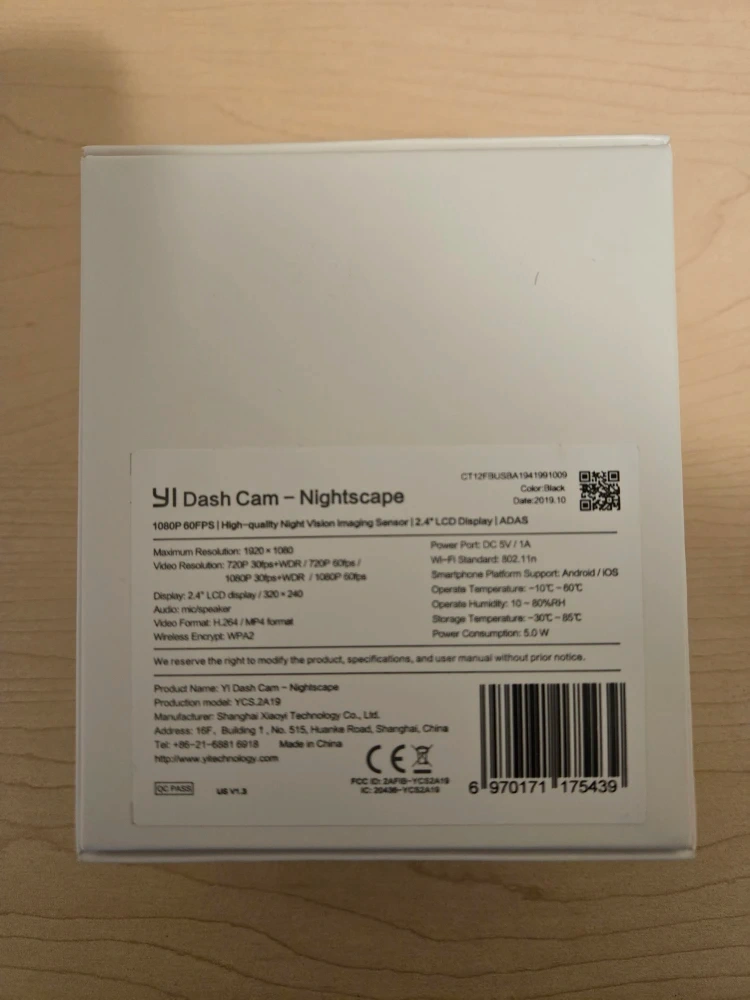 CT12FBUSBA1941991009
Color:Black
Date:2019.10
YI Dash Cam – Nightscape
1080P 60FPS | High-quality Night Vision Imaging Sensor | 2.4" LCD Display | ADAS
Maximum Resolution: 1920 × 1080
Video Resolution: 720P 30fps+WDR / 720P 60fps /
1080P 30fps+WDR / 1080P 60fps
Display: 2.4" LCD display / 320 × 240
Audio: mic/speaker
Video Format: H.264 / MP4 format
Wireless Encrypt: WPA2
Power Port: DC 5V / 1A
Wi-Fi Standard: 802.11n
Smartphone Platform Support: Android / iOS
Operate Temperature: -10℃ - 60℃
Operate Humidity: 10 - 80%RH
Storage Temperature: -30℃ - 85℃
Power Consumption: 5.0 W
We reserve the right to modify the product, specifications, and user manual without prior notice.
Product Name: YI Dash Cam – Nightscape
Production model: YCS.2A19
Manufacturer: Shanghai Xiaoyi Technology Co., Ltd.
Address: 16F, Building 1, No. 515, Huanke Road, Shanghai, China
Tel: +86-21-6881 6918 Made in China
http://www.yitechnology.com
CE
FCC ID: 2AFIB-YCS2A19
IC: 20436-YCS2A19
QC PASS
US V1.3
6 970171 175439